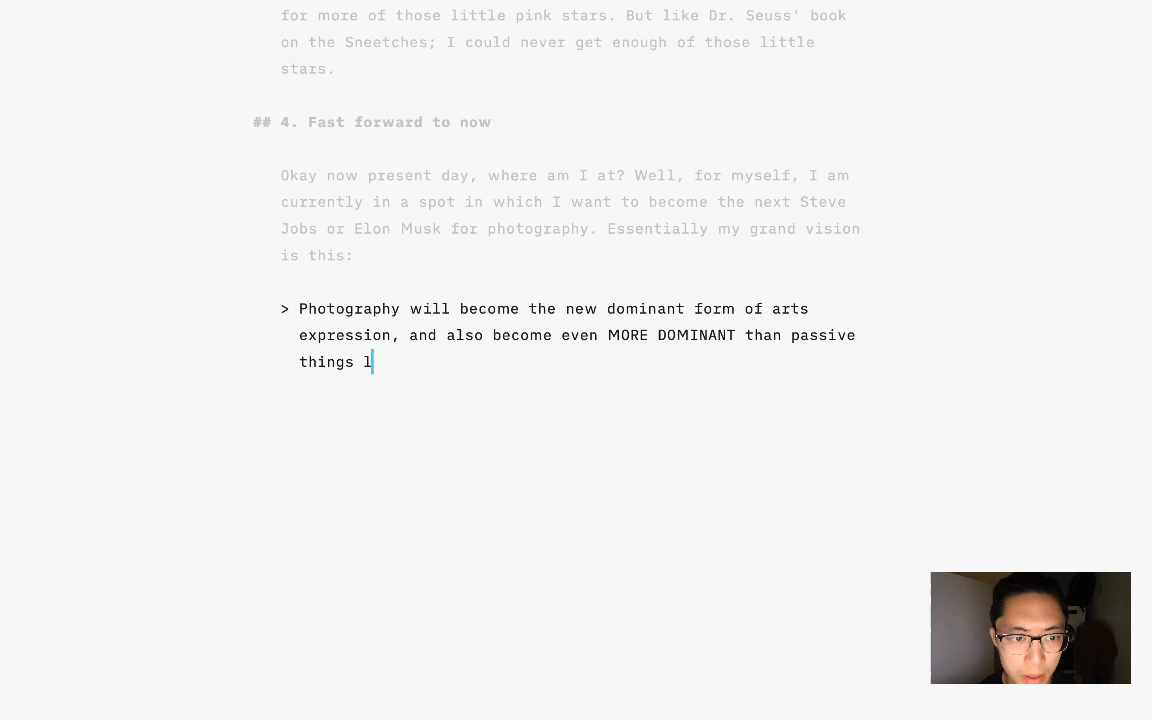 for more of those little pink stars. But like Dr. Seuss' book
on the Sneetches; I could never get enough of those little
stars.
## 4. Fast forward to now
Okay now present day, where am I at? Well, for myself, I am
currently in a spot in which I want to become the next Steve
Jobs or Elon Musk for photography. Essentially my grand vision
is this:
> Photography will become the new dominant form of arts
expression, and also become even MORE DOMINANT than passive
things l